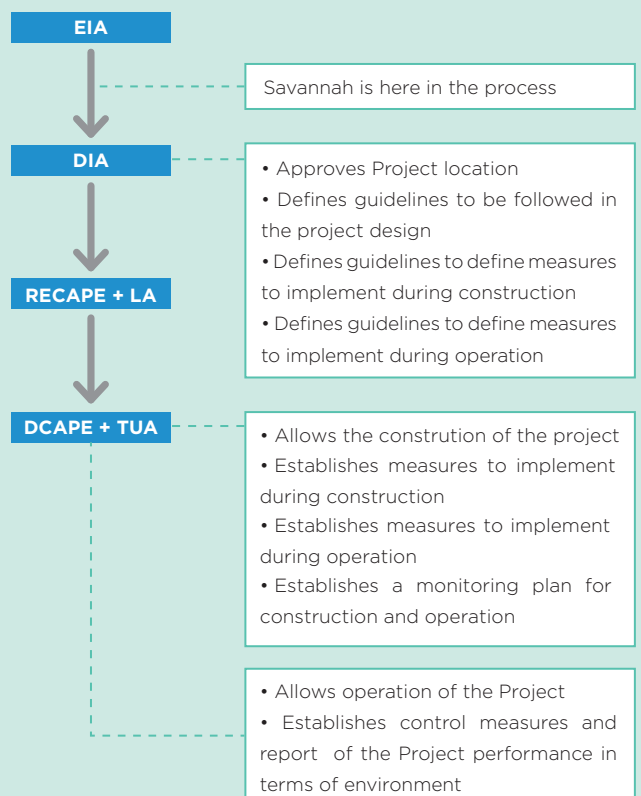 EIA
Savannah is here in the process
DIA
• Approves Project location
• Defines guidelines to be followed in
the project design
• Defines guidelines to define measures
to implement during construction
• Defines guidelines to define measures
to implement during operation
RECAPE + LA
DCAPE + TUA
• Allows the constrution of the project
• Establishes measures to implement
during construction
• Establishes measures to implement
during operation
• Establishes a monitoring plan for
construction and operation
• Allows operation of the Project
• Establishes control measures and
report of the Project performance in
terms of environment